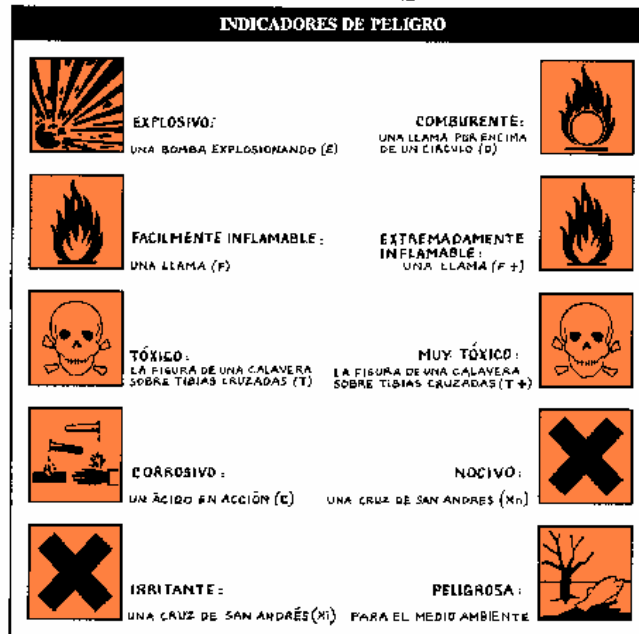 INDICADORES DE PELIGRO
EXPLOSIVO:
UNA BOMBA EXPLOSIONANDO (E)
COMBURENTE:
UNA LLAMA POR ENCIMA
DE UN CIRCULO (O)
FACILMENTE INFLAMABLE:
UNA LLAMA (F)
EXTREMADAMENTE
INFLAMABLE:
UNA LLAMA (F+)
TÓXICO:
LA FIGURA DE UNA CALAVERA
SOBRE TIBIAS CRUZADAS (T)
MUY TÓXICO:
LA FIGURA DE UNA CALAVERA
SOBRE TIBIAS CRUZADAS (T+)
CORROSIVO:
UN ÁCIDO EN ACCIÓN (C)
NOCIVO:
UNA CRUZ DE SAN ANDRES (Xn)
IRRITANTE:
UNA CRUZ DE SAN ANDRÉS (Xi)
PELIGROSA:
PARA EL MEDIO AMBIENTE